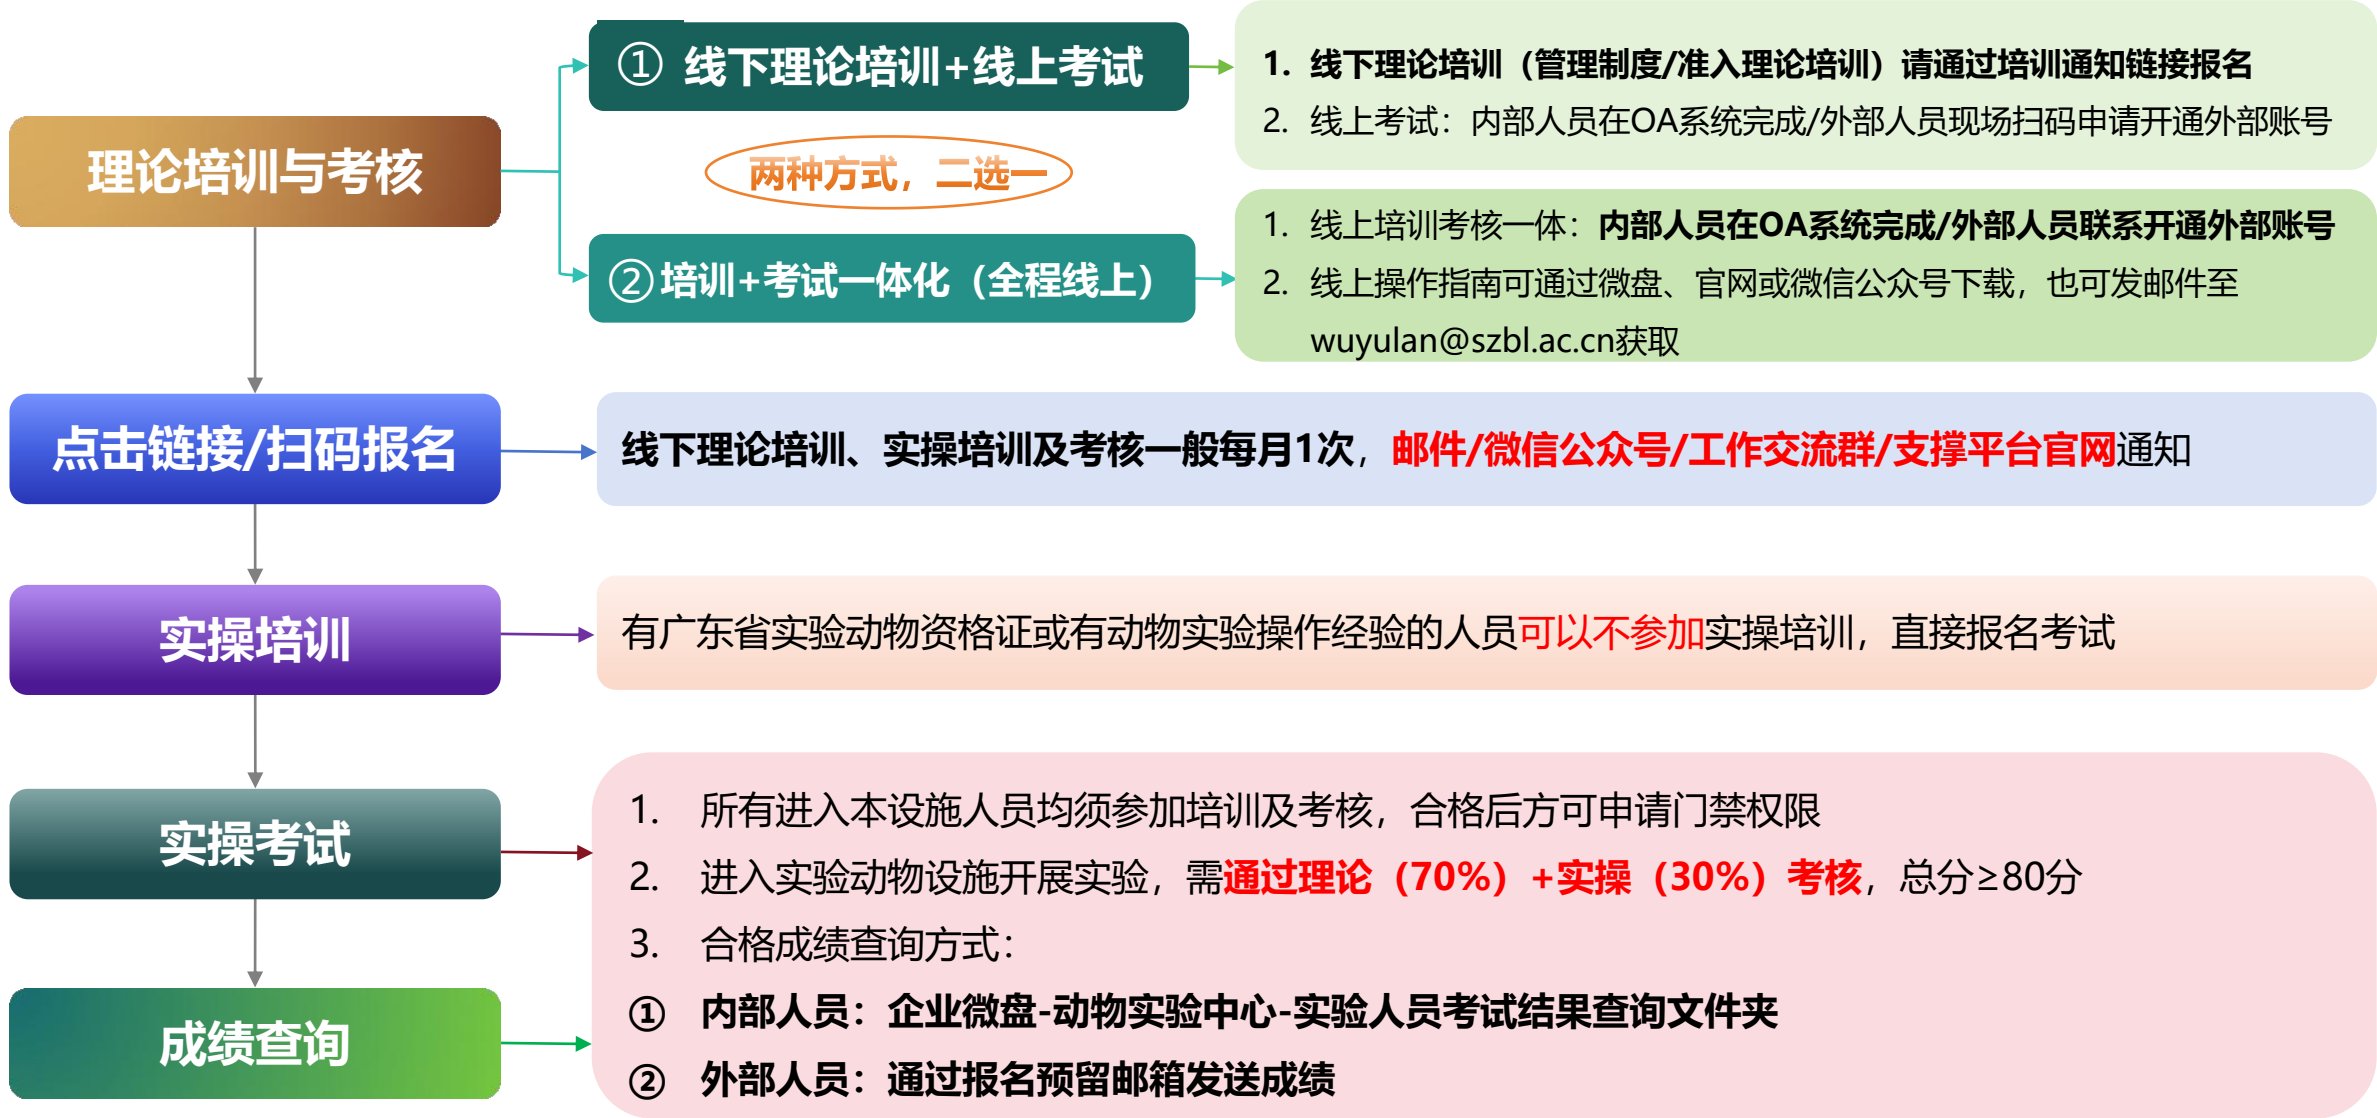 理论培训与考核
① 线下理论培训+线上考试
1. 线下理论培训（管理制度/准入理论培训）请通过培训通知链接报名
2. 线上考试：内部人员在OA系统完成/外部人员现场扫码申请开通外部账号
两种方式，二选一
②培训+考试一体化（全程线上）
1. 线上培训考核一体：内部人员在OA系统完成/外部人员联系开通外部账号
2. 线上操作指南可通过微盘、官网或微信公众号下载，也可发邮件至
wuyulan@szbl.ac.cn获取
点击链接/扫码报名
线下理论培训、实操培训及考核一般每月1次，邮件/微信公众号/工作交流群/支撑平台官网通知
实操培训
有广东省实验动物资格证或有动物实验操作经验的人员可以不参加实操培训，直接报名考试
实操考试
1. 所有进入本设施人员均须参加培训及考核，合格后方可申请门禁权限
2. 进入实验动物设施开展实验，需通过理论（70%）+实操（30%）考核，总分≥80分
3. 合格成绩查询方式：
① 内部人员：企业微盘-动物实验中心-实验人员考试结果查询文件夹
② 外部人员：通过报名预留邮箱发送成绩
成绩查询